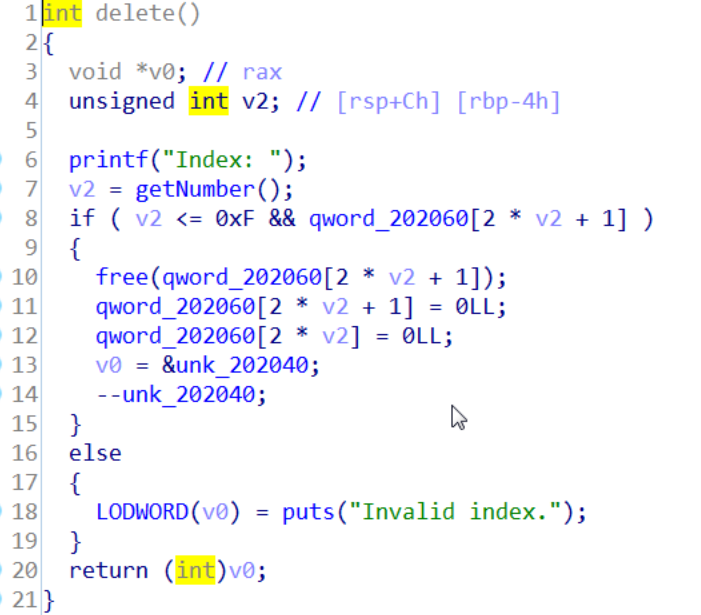 1 int delete()
2 {
3   void *v0; // rax
4   unsigned int v2; // [rsp+Ch] [rbp-4h]
5
6   printf("Index: ");
7   v2 = getNumber();
8   if ( v2 <= 0xF && qword_202060[2 * v2 + 1] )
9   {
10     free(qword_202060[2 * v2 + 1]);
11     qword_202060[2 * v2 + 1] = 0LL;
12     qword_202060[2 * v2] = 0LL;
13     v0 = &unk_202040;
14     --unk_202040;
15   }
16   else
17   {
18     LODWORD(v0) = puts("Invalid index.");
19   }
20   return (int)v0;
21 }